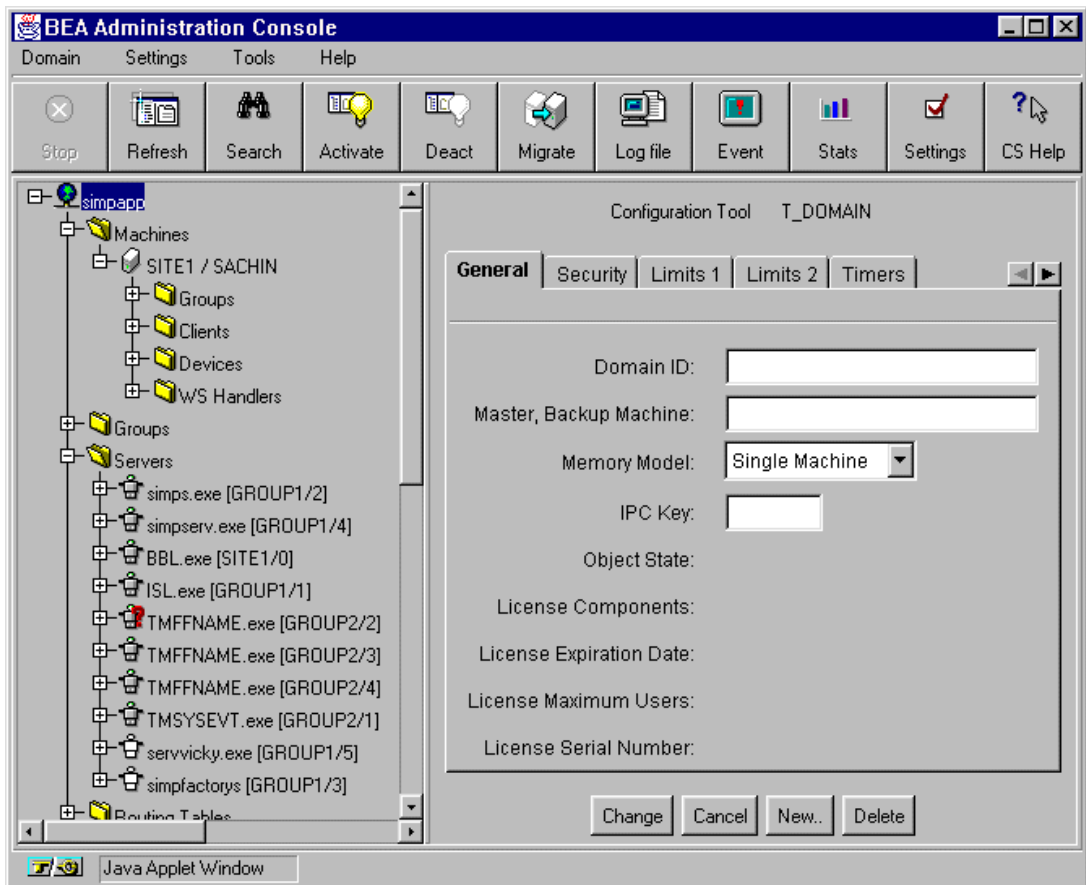 BEA Administration Console
Domain Settings Tools Help
Stop Refresh Search Activate Deact Migrate Log file Event Stats Settings CS Help
simpapp
Machines
SITE1 / SACHIN
Groups
Clients
Devices
WS Handlers
Groups
Servers
simps.exe [GROUP1/2]
simpserv.exe [GROUP1/4]
BBL.exe [SITE1/0]
ISL.exe [GROUP1/1]
TMFFNAME.exe [GROUP2/2]
TMFFNAME.exe [GROUP2/3]
TMFFNAME.exe [GROUP2/4]
TMSYSEVT.exe [GROUP2/1]
servvicky.exe [GROUP1/5]
simpfactorys [GROUP1/3]
Routing Tables
Configuration Tool T_DOMAIN
General Security Limits 1 Limits 2 Timers
Domain ID:
Master, Backup Machine:
Memory Model: Single Machine
IPC Key:
Object State:
License Components:
License Expiration Date:
License Maximum Users:
License Serial Number:
Change Cancel New.. Delete
Java Applet Window